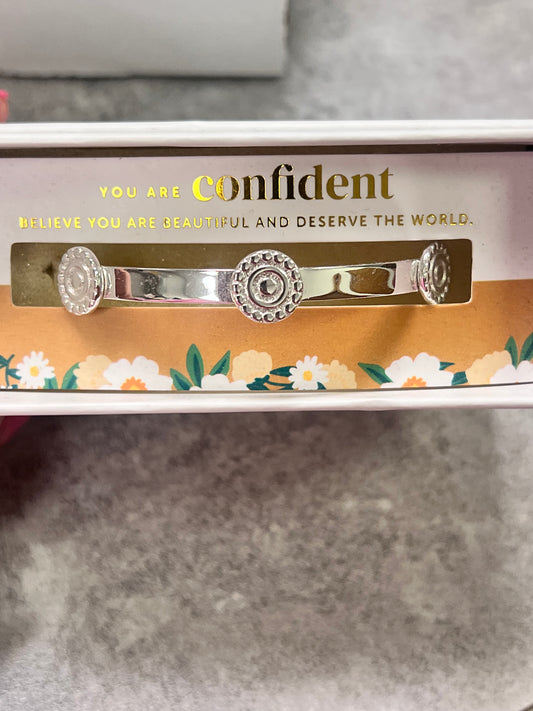 YOU ARE confident
BELIEVE YOU ARE BEAUTIFUL AND DESERVE THE WORLD.